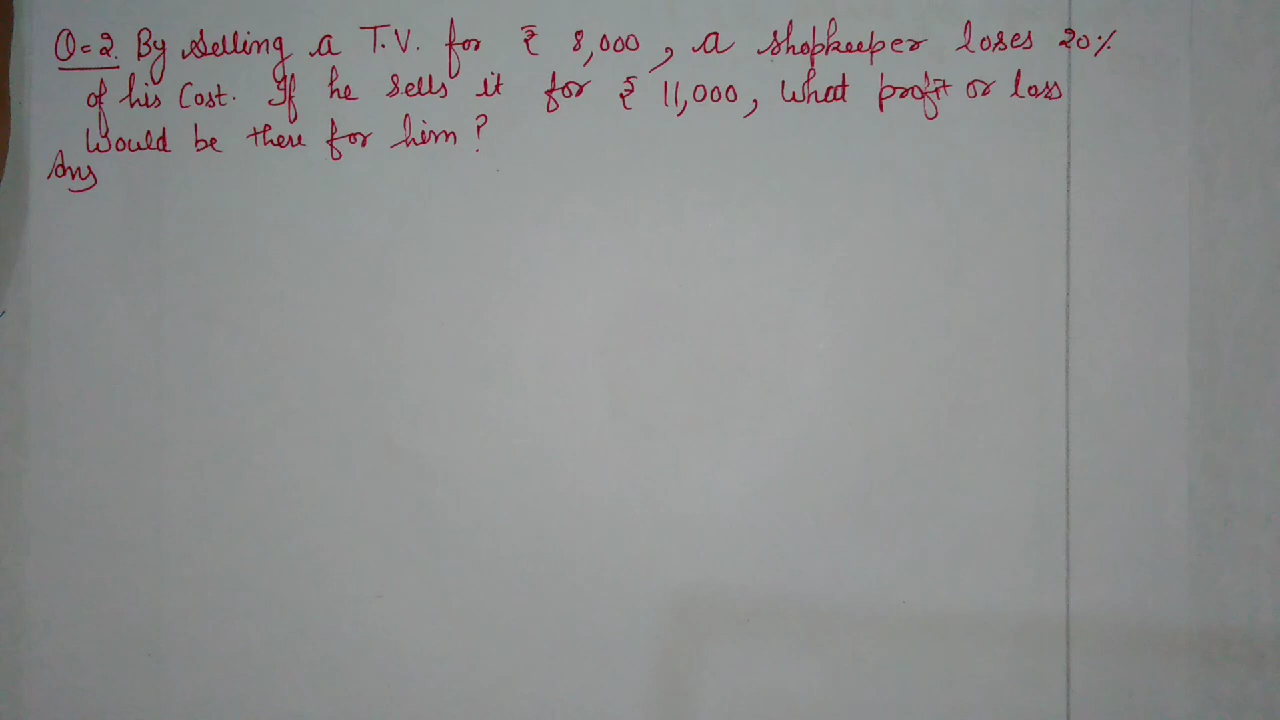 Q=2. By Selling a T.V. for ₹ 8,000, a shopkeeper loses 20%
of his Cost. If he Sells it for ₹ 11,000, What profit or loss
Would be there for him?
Ans